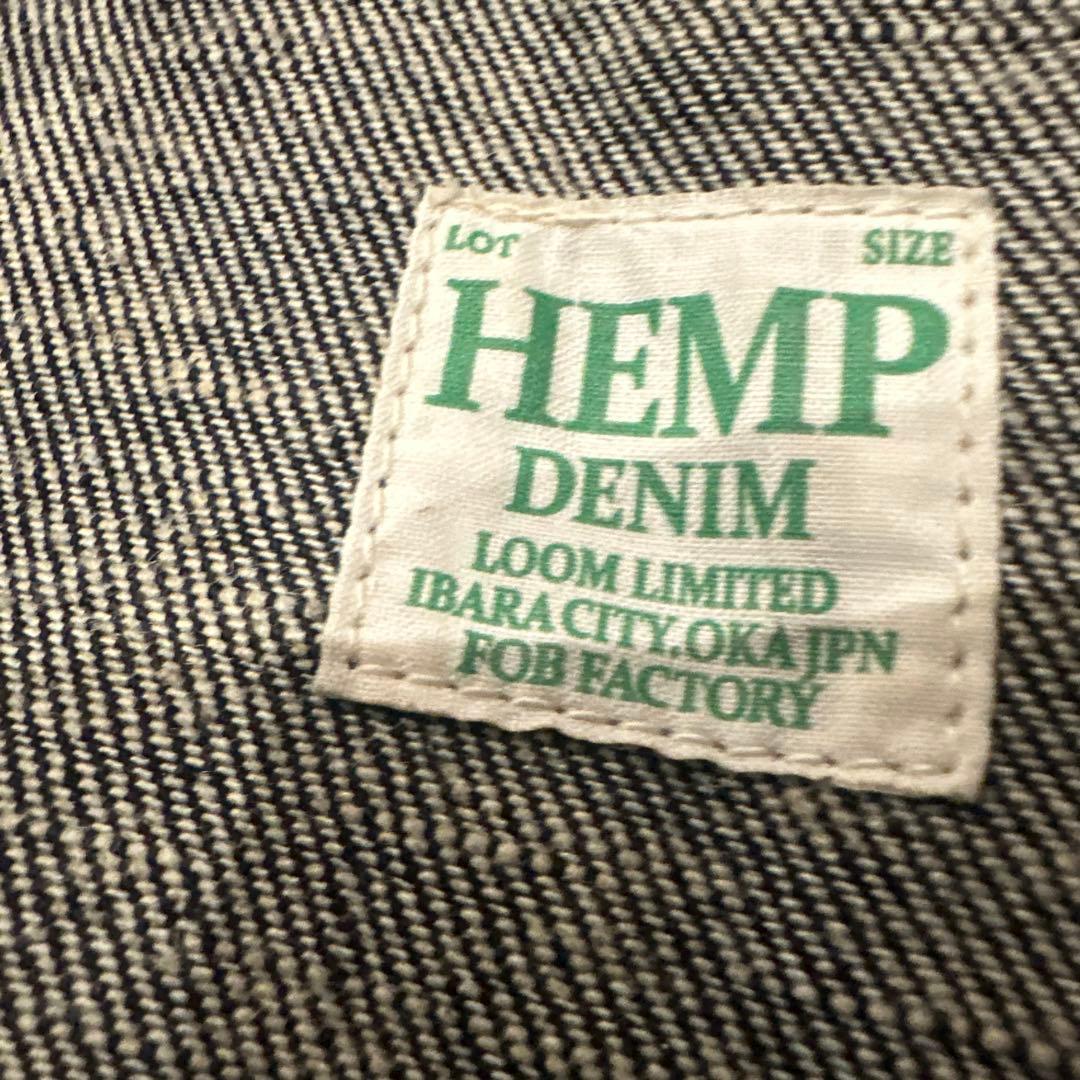 LOT SIZE
HEMP
DENIM
LOOM LIMITED
IBARA CITY.OKA JPN
FOB FACTORY